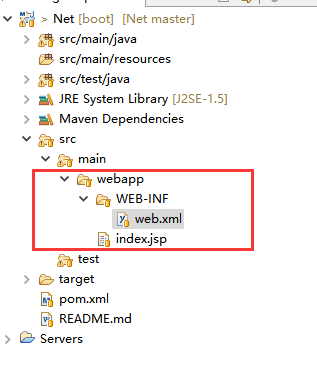 > Net [boot] [Net master]
src/main/java
src/main/resources
src/test/java
JRE System Library [J2SE-1.5]
Maven Dependencies
src
main
webapp
WEB-INF
web.xml
index.jsp
test
target
pom.xml
README.md
Servers